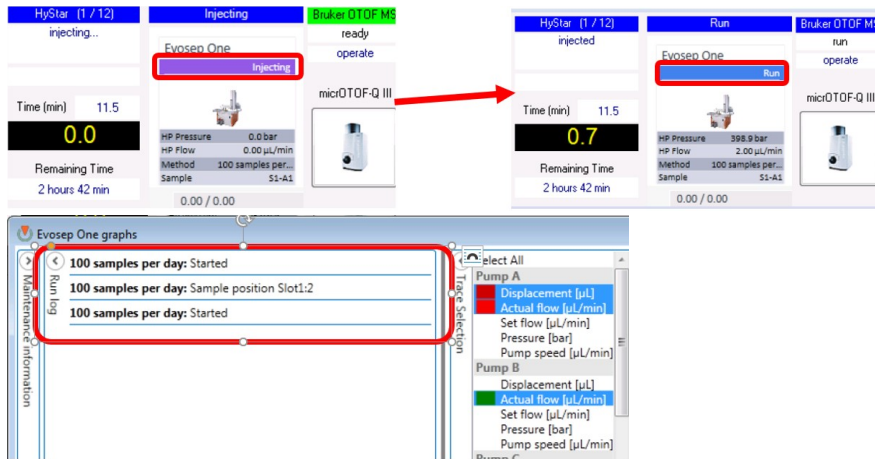 HyStar (1 / 12)
injecting...
Time (min) 11.5
0.0
Remaining Time
2 hours 42 min
Injecting
Evosep One
Injecting
HP Pressure 0.0 bar
HP Flow 0.00 µL/min
Method 100 samples per...
Sample S1-A1
0.00 / 0.00
Bruker OTOF MS
ready
operate
micrOTOF-Q III
HyStar (1 / 12)
injected
Time (min) 11.5
0.7
Remaining Time
2 hours 42 min
Run
Evosep One
Run
HP Pressure 398.9 bar
HP Flow 2.00 µL/min
Method 100 samples per...
Sample S1-A1
0.00 / 0.00
Bruker OTOF M
run
operate
micrOTOF-Q III
Evosep One graphs
Maintenance information
Run log
100 samples per day: Started
100 samples per day: Sample position Slot1:2
100 samples per day: Started
Trace Selection
elect All
Pump A
Displacement [µL]
Actual flow [µL/min]
Set flow [µL/min]
Pressure [bar]
Pump speed [µL/min]
Pump B
Displacement [µL]
Actual flow [µL/min]
Set flow [µL/min]
Pressure [bar]
Pump speed [µL/min]
Pump C